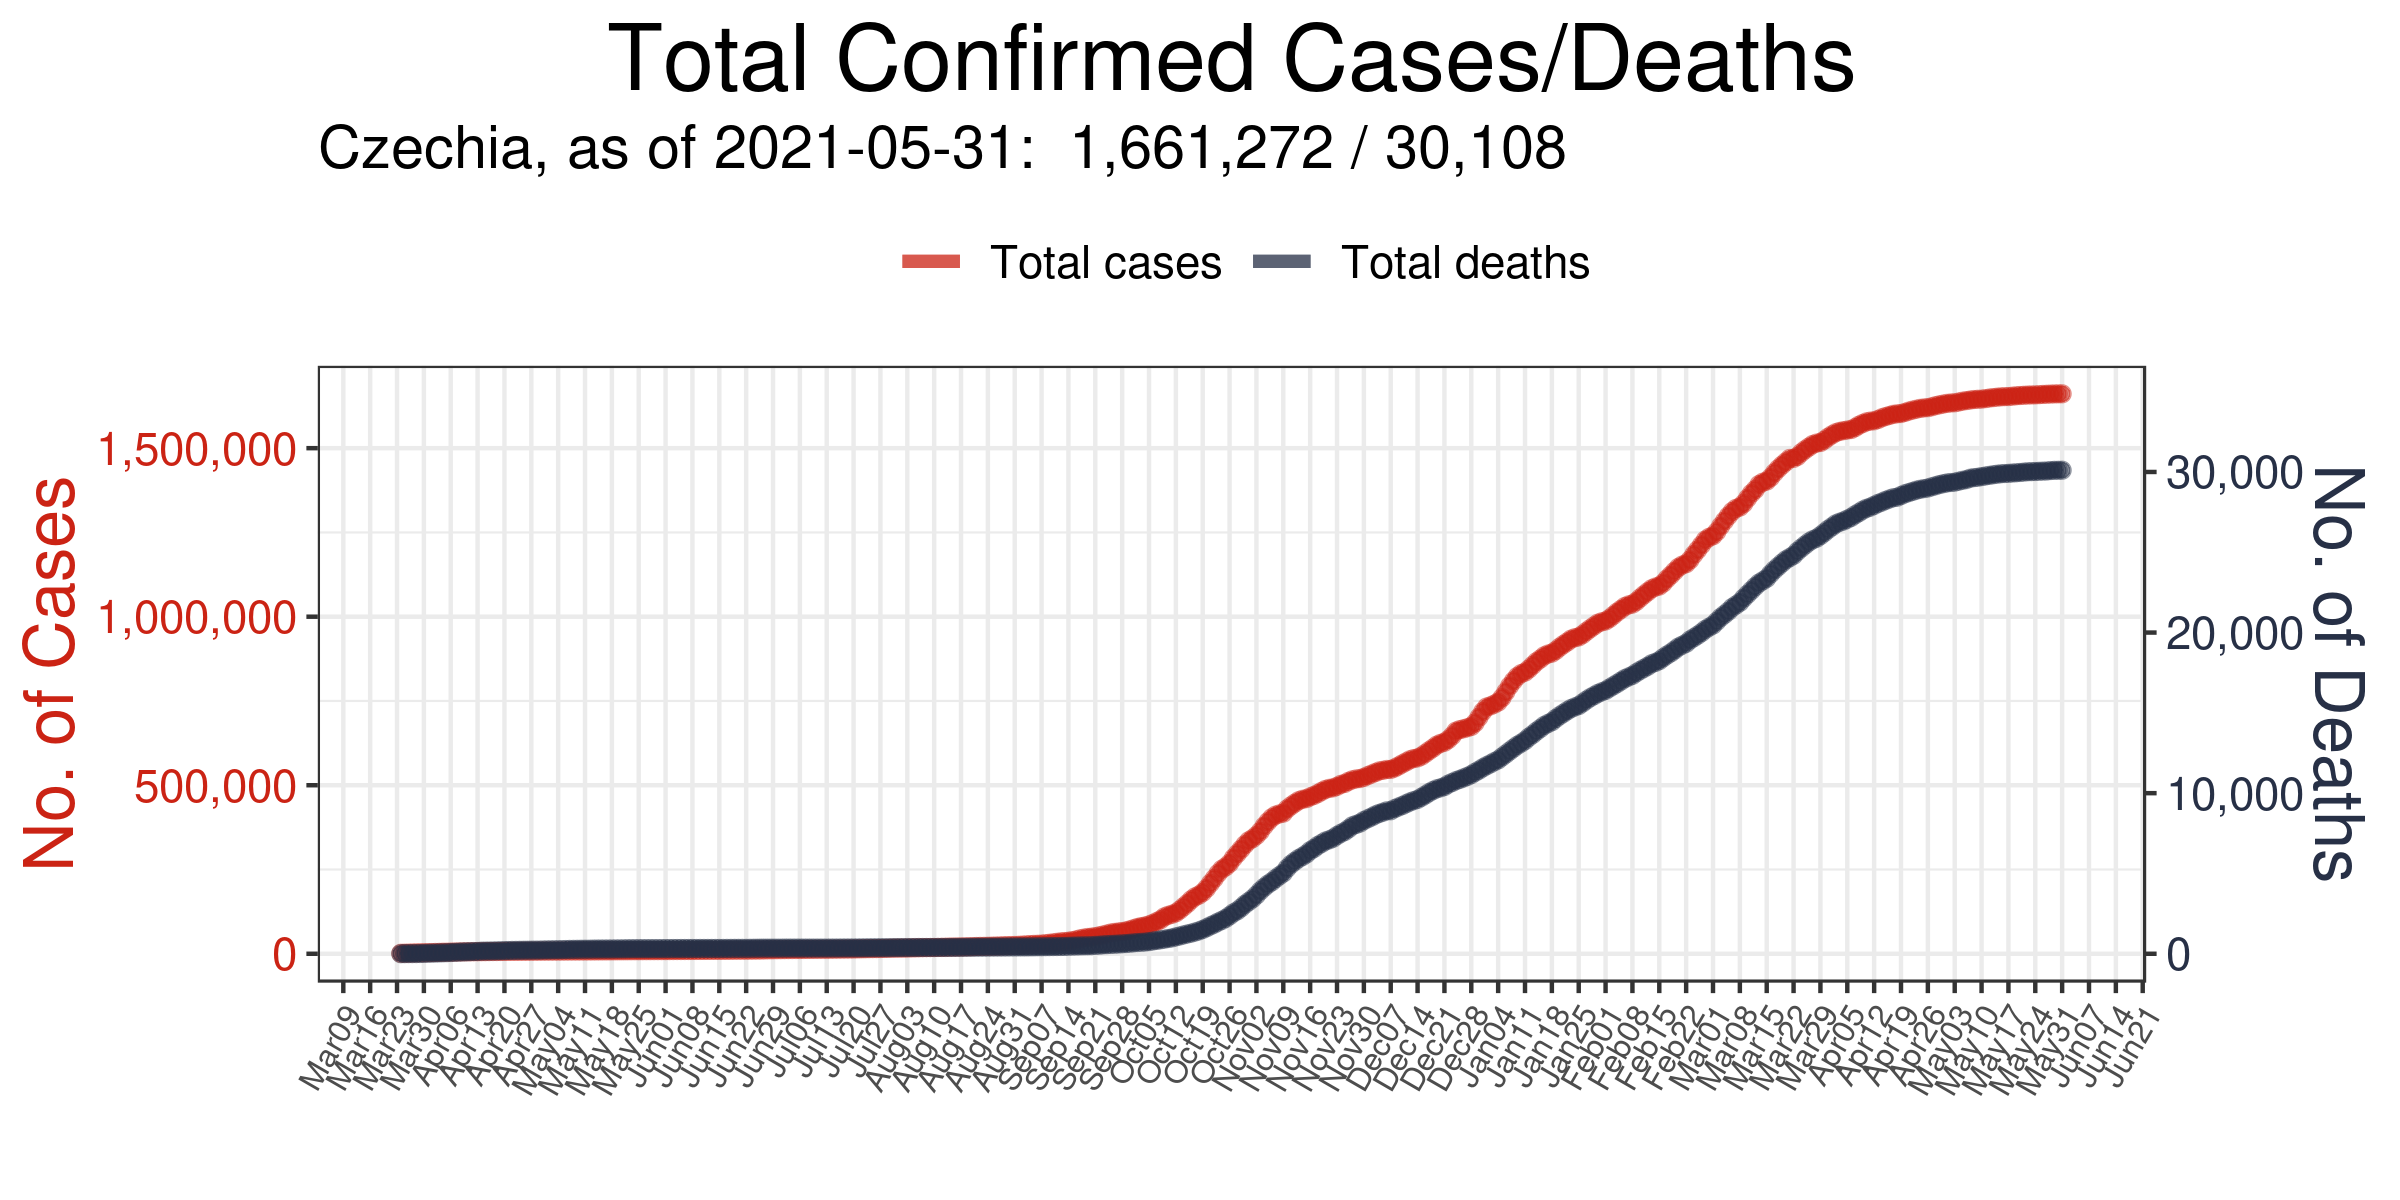 Total Confirmed Cases/Deaths
Czechia, as of 2021-05-31:  1,661,272 / 30,108
Total cases
Total deaths
No. of Cases
1,500,000
1,000,000
500,000
0
30,000
20,000
10,000
0
No. of Deaths
Mar09
Mar16
Mar23
Mar30
Apr06
Apr13
Apr20
Apr27
May04
May11
May18
May25
Jun01
Jun08
Jun15
Jun22
Jun29
Jul06
Jul13
Jul20
Jul27
Aug03
Aug10
Aug17
Aug24
Aug31
Sep07
Sep14
Sep21
Sep28
Oct05
Oct12
Oct19
Oct26
Nov02
Nov09
Nov16
Nov23
Nov30
Dec07
Dec14
Dec21
Dec28
Jan04
Jan11
Jan18
Jan25
Feb01
Feb08
Feb15
Feb22
Mar01
Mar08
Mar15
Mar22
Mar29
Apr05
Apr12
Apr19
Apr26
May03
May10
May17
May24
May31
Jun07
Jun14
Jun21